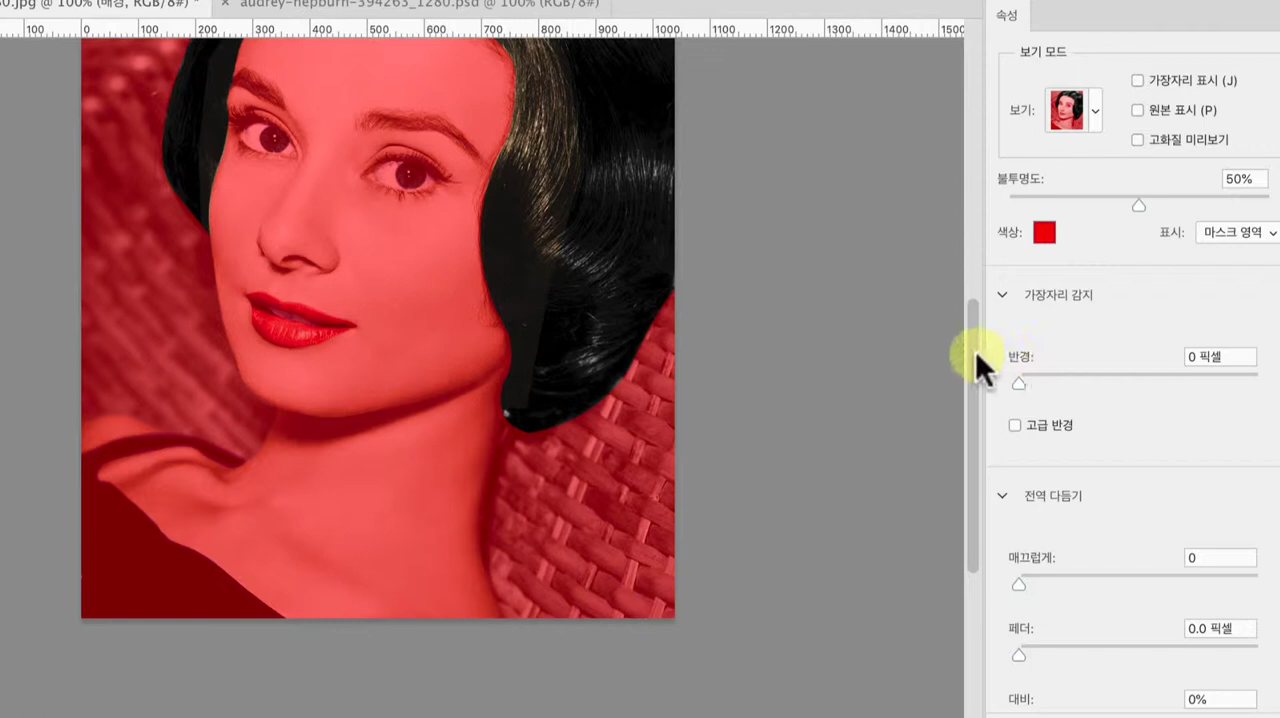 0.jpg @ 100% (배경, RGB/8#) *
× audrey-hepburn-394263_1280.psd @ 100% (RGB/8#)
100 0 100 200 300 400 500 600 700 800 900 1000 1100 1200 1300 1400 1500
속성
보기 모드
보기:
가장자리 표시 (J)
원본 표시 (P)
고화질 미리보기
불투명도: 50%
색상: 표시: 마스크 영역
가장자리 감지
반경: 0 픽셀
고급 반경
전역 다듬기
매끄럽게: 0
페더: 0.0 픽셀
대비: 0%